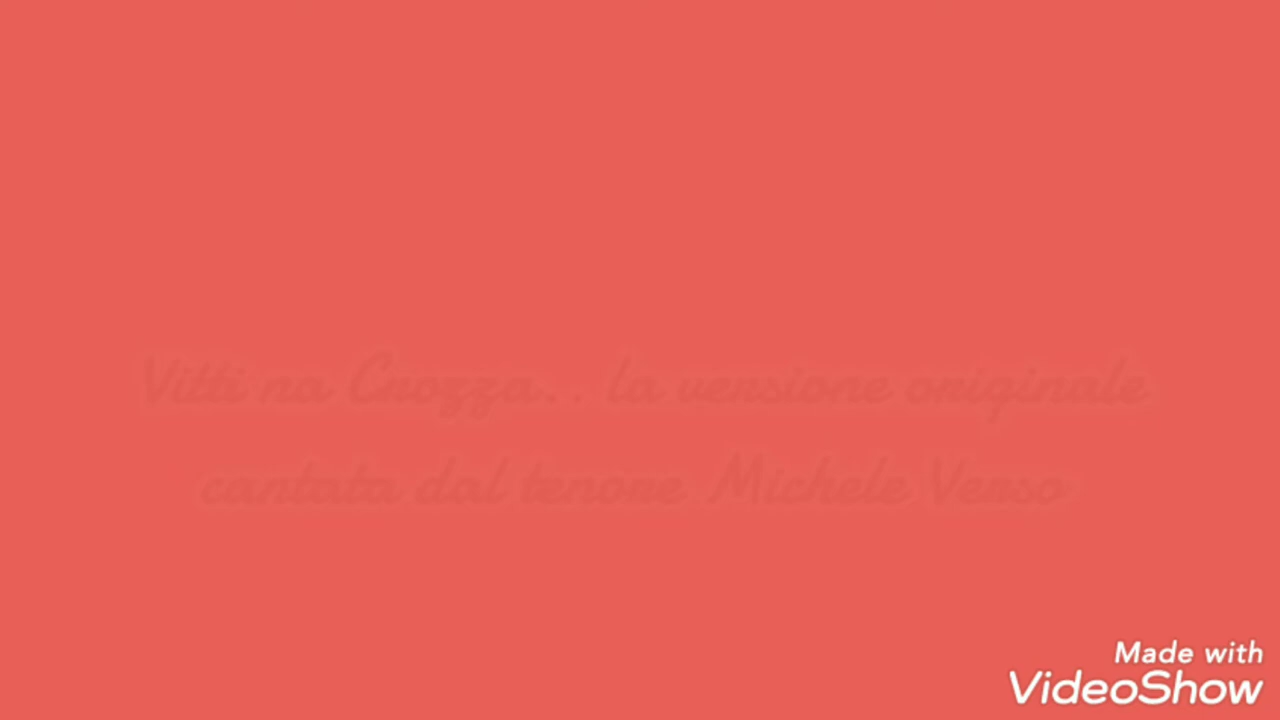 Vitti na Crozza.. la versione originale
cantata dal tenore Michele Verso
Made with
VideoShow